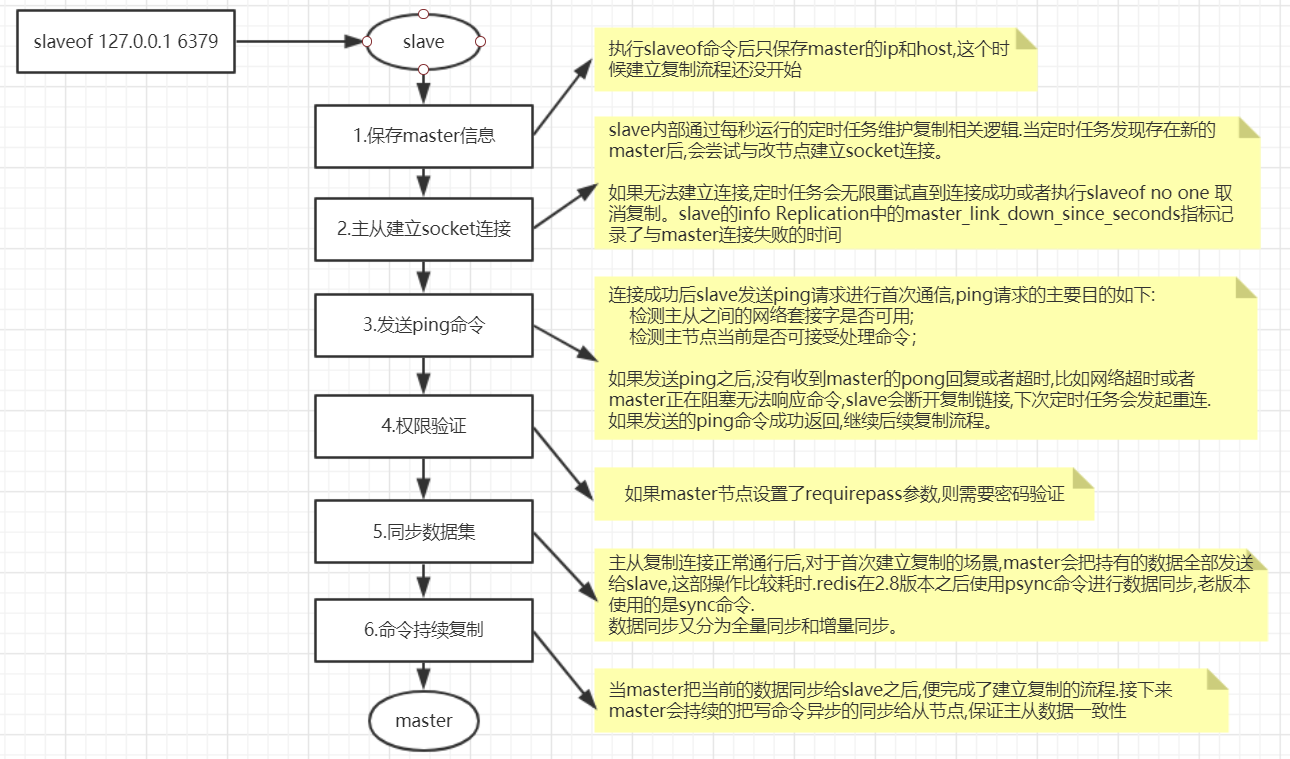 slaveof 127.0.0.1 6379
slave
执行slaveof命令后只保存master的ip和host,这个时
候建立复制流程还没开始
1.保存master信息
slave内部通过每秒运行的定时任务维护复制相关逻辑.当定时任务发现存在新的
master后,会尝试与改节点建立socket连接。
如果无法建立连接,定时任务会无限重试直到连接成功或者执行slaveof no one 取
消复制。slave的info Replication中的master_link_down_since_seconds指标记
录了与master连接失败的时间
2.主从建立socket连接
连接成功后slave发送ping请求进行首次通信,ping请求的主要目的如下:
检测主从之间的网络套接字是否可用;
检测主节点当前是否可接受处理命令;
3.发送ping命令
如果发送ping之后,没有收到master的pong回复或者超时,比如网络超时或者
master正在阻塞无法响应命令,slave会断开复制链接,下次定时任务会发起重连.
如果发送的ping命令成功返回,继续后续复制流程。
4.权限验证
如果master节点设置了requirepass参数,则需要密码验证
5.同步数据集
主从复制连接正常通行后,对于首次建立复制的场景,master会把持有的数据全部发送
给slave,这部操作比较耗时.redis在2.8版本之后使用psync命令进行数据同步,老版本
使用的是sync命令.
数据同步又分为全量同步和增量同步。
6.命令持续复制
当master把当前的数据同步给slave之后,便完成了建立复制的流程.接下来
master会持续的把写命令异步的同步给从节点,保证主从数据一致性
master